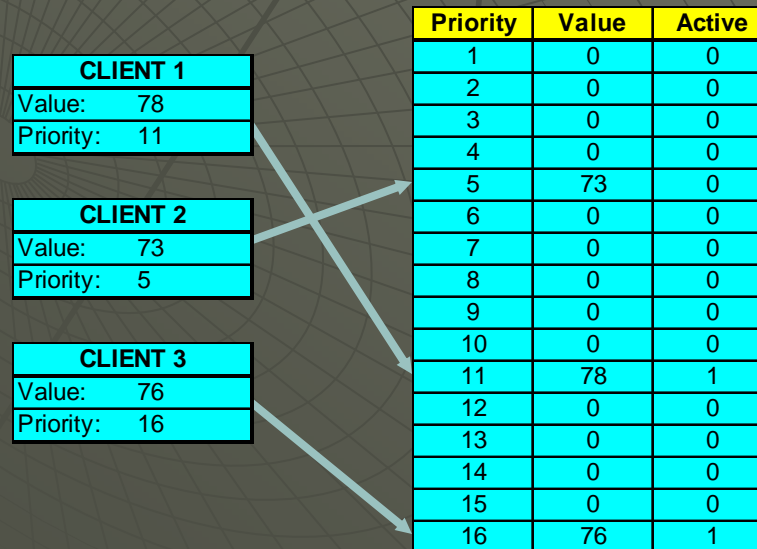 CLIENT 1
Value: 78
Priority: 11
CLIENT 2
Value: 73
Priority: 5
CLIENT 3
Value: 76
Priority: 16
Priority Value Active
1 0 0
2 0 0
3 0 0
4 0 0
5 73 0
6 0 0
7 0 0
8 0 0
9 0 0
10 0 0
11 78 1
12 0 0
13 0 0
14 0 0
15 0 0
16 76 1